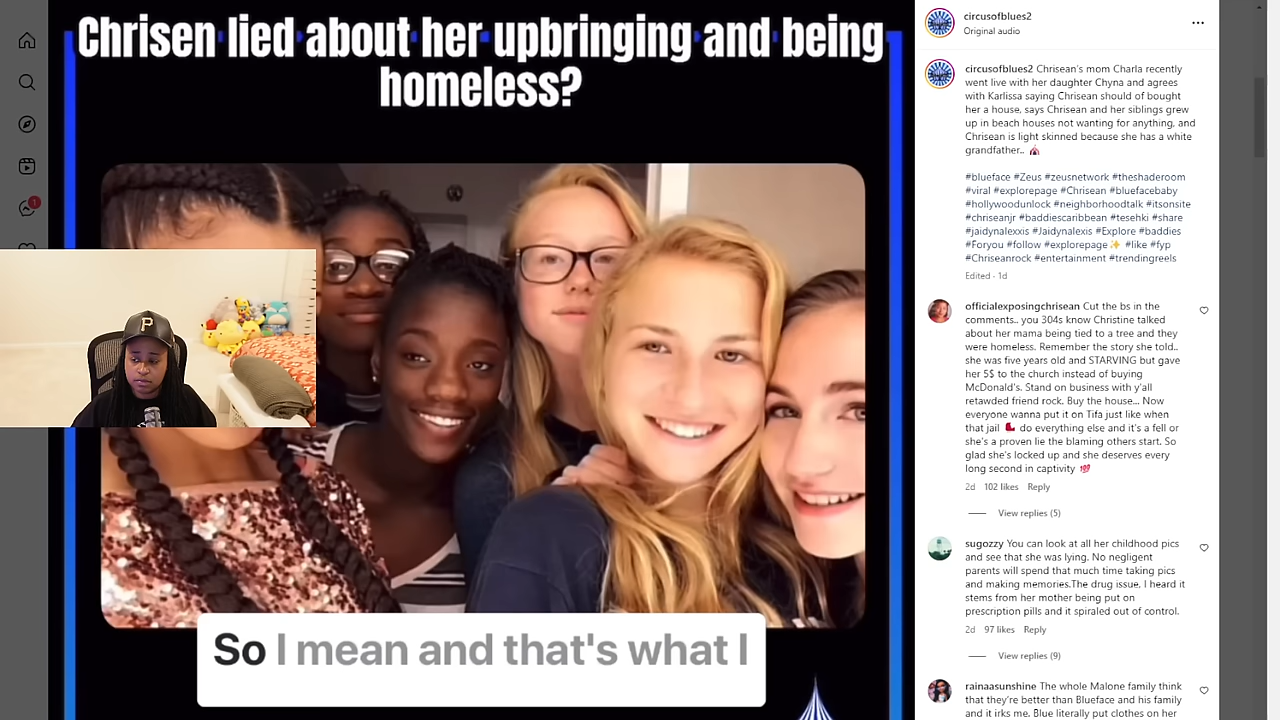 Chrisen lied about her upbringing and being
homeless?
P
So I mean and that's what I
1
circusofblues2
Original audio
circusofblues2 Chrisean's mom Charla recently
went live with her daughter Chyna and agrees
with Karlissa saying Chrisean should of bought
her a house, says Chrisean and her siblings grew
up in beach houses not wanting for anything, and
Chrisean is light skinned because she has a white
grandfather.. 🎪
#blueface #Zeus #zeusnetwork #theshaderoom
#viral #explorepage #Chrisean #bluefacebaby
#hollywoodunlock #neighborhoodtalk #itsonsite
#chriseanjr #baddiescaribbean #tesehki #share
#jaidynalexxis #Jaidynalexis #Explore #baddies
#Foryou #follow #explorepage✨ #like #fyp
#Chriseanrock #entertainment #trendingreels
Edited · 1d
officialexposingchrisean Cut the bs in the
comments.. you 304s know Christine talked
about her mama being tied to a tree and they
were homeless. Remember the story she told..
she was five years old and STARVING but gave
her 5$ to the church instead of buying
McDonald's. Stand on business with y'all
retawded friend rock. Buy the house... Now
everyone wanna put it on Tifa just like when
that jail 👢 do everything else and it's a fell or
she's a proven lie the blaming others start. So
glad she's locked up and she deserves every
long second in captivity 💯
2d 102 likes Reply
View replies (5)
sugozzy You can look at all her childhood pics
and see that she was lying. No negligent
parents will spend that much time taking pics
and making memories.The drug issue, I heard it
stems from her mother being put on
prescription pills and it spiraled out of control.
2d 97 likes Reply
View replies (9)
rainaasunshine The whole Malone family think
that they're better than Blueface and his family
and it irks me. Blue literally put clothes on her